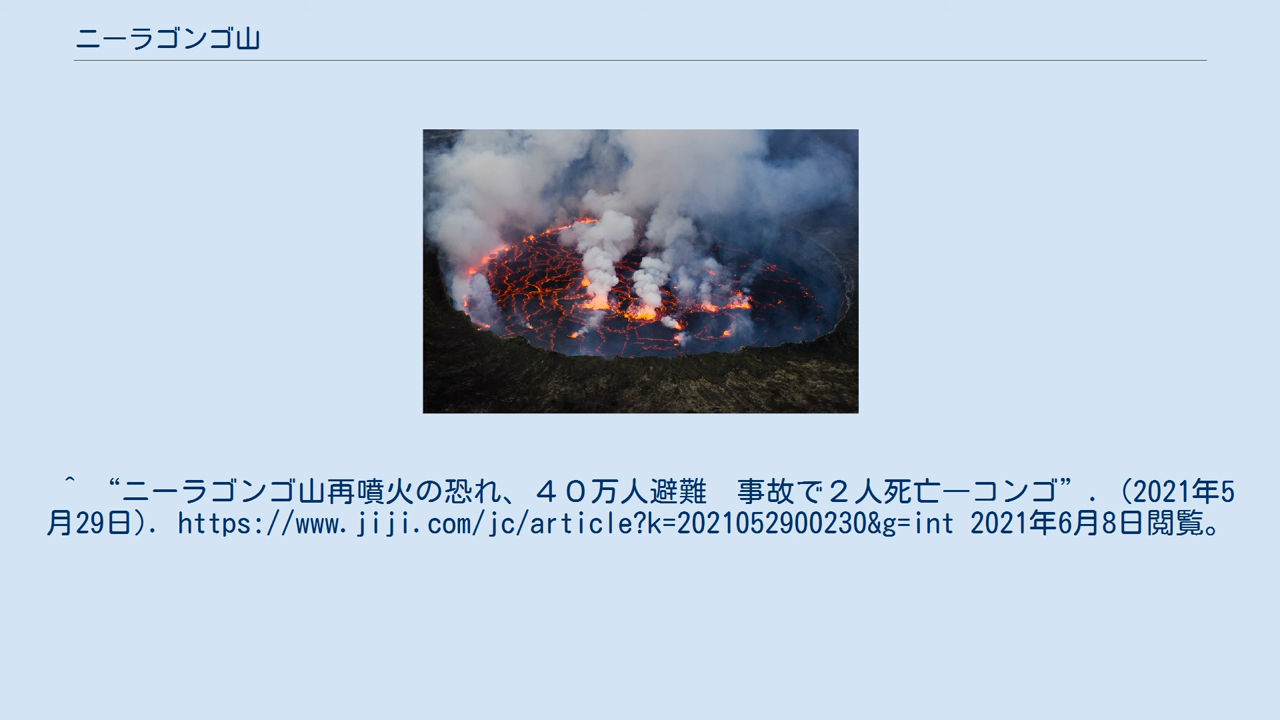 ニーラゴンゴ山
^ “ニーラゴンゴ山再噴火の恐れ、４０万人避難　事故で２人死亡―コンゴ”. (2021年5
月29日). https://www.jiji.com/jc/article?k=2021052900230&g=int 2021年6月8日閲覧。